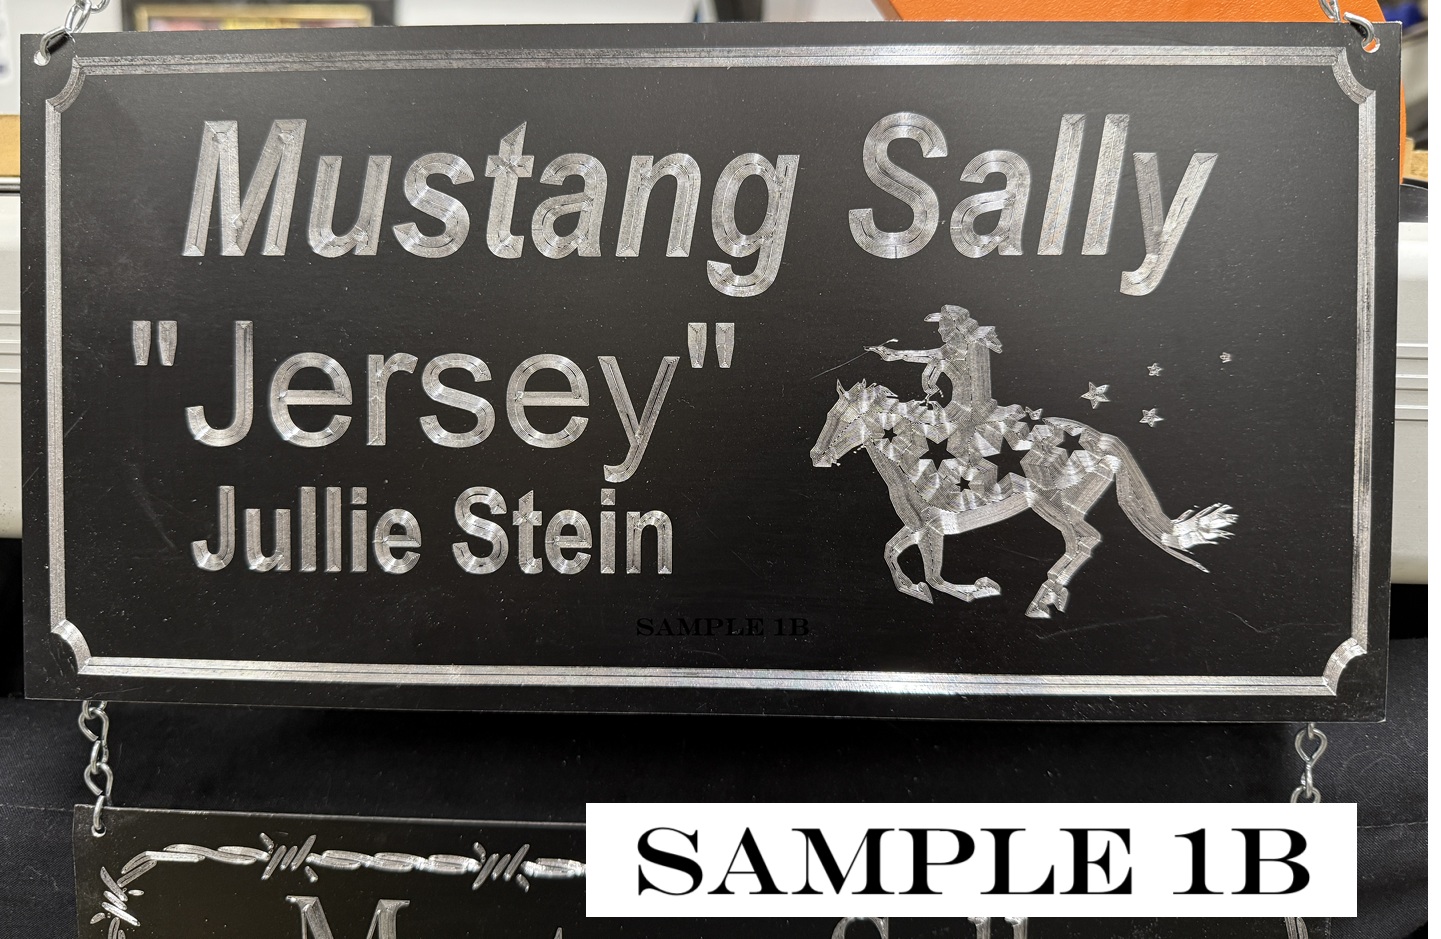 Mustang Sally
"Jersey"
Jullie Stein
SAMPLE 1B
SAMPLE 1B